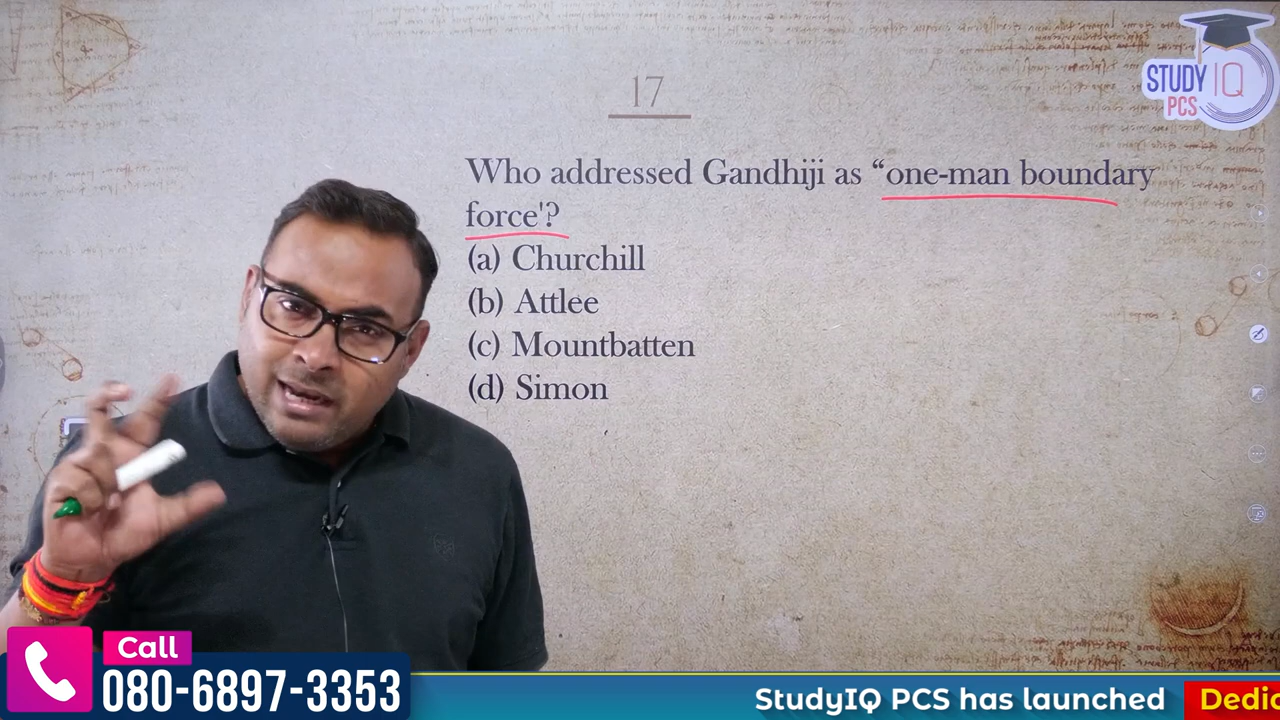 17
STUDY IQ
PCS
Who addressed Gandhiji as “one-man boundary
force'?
(a) Churchill
(b) Attlee
(c) Mountbatten
(d) Simon
Call
080-6897-3353
StudyIQ PCS has launched
Dedic